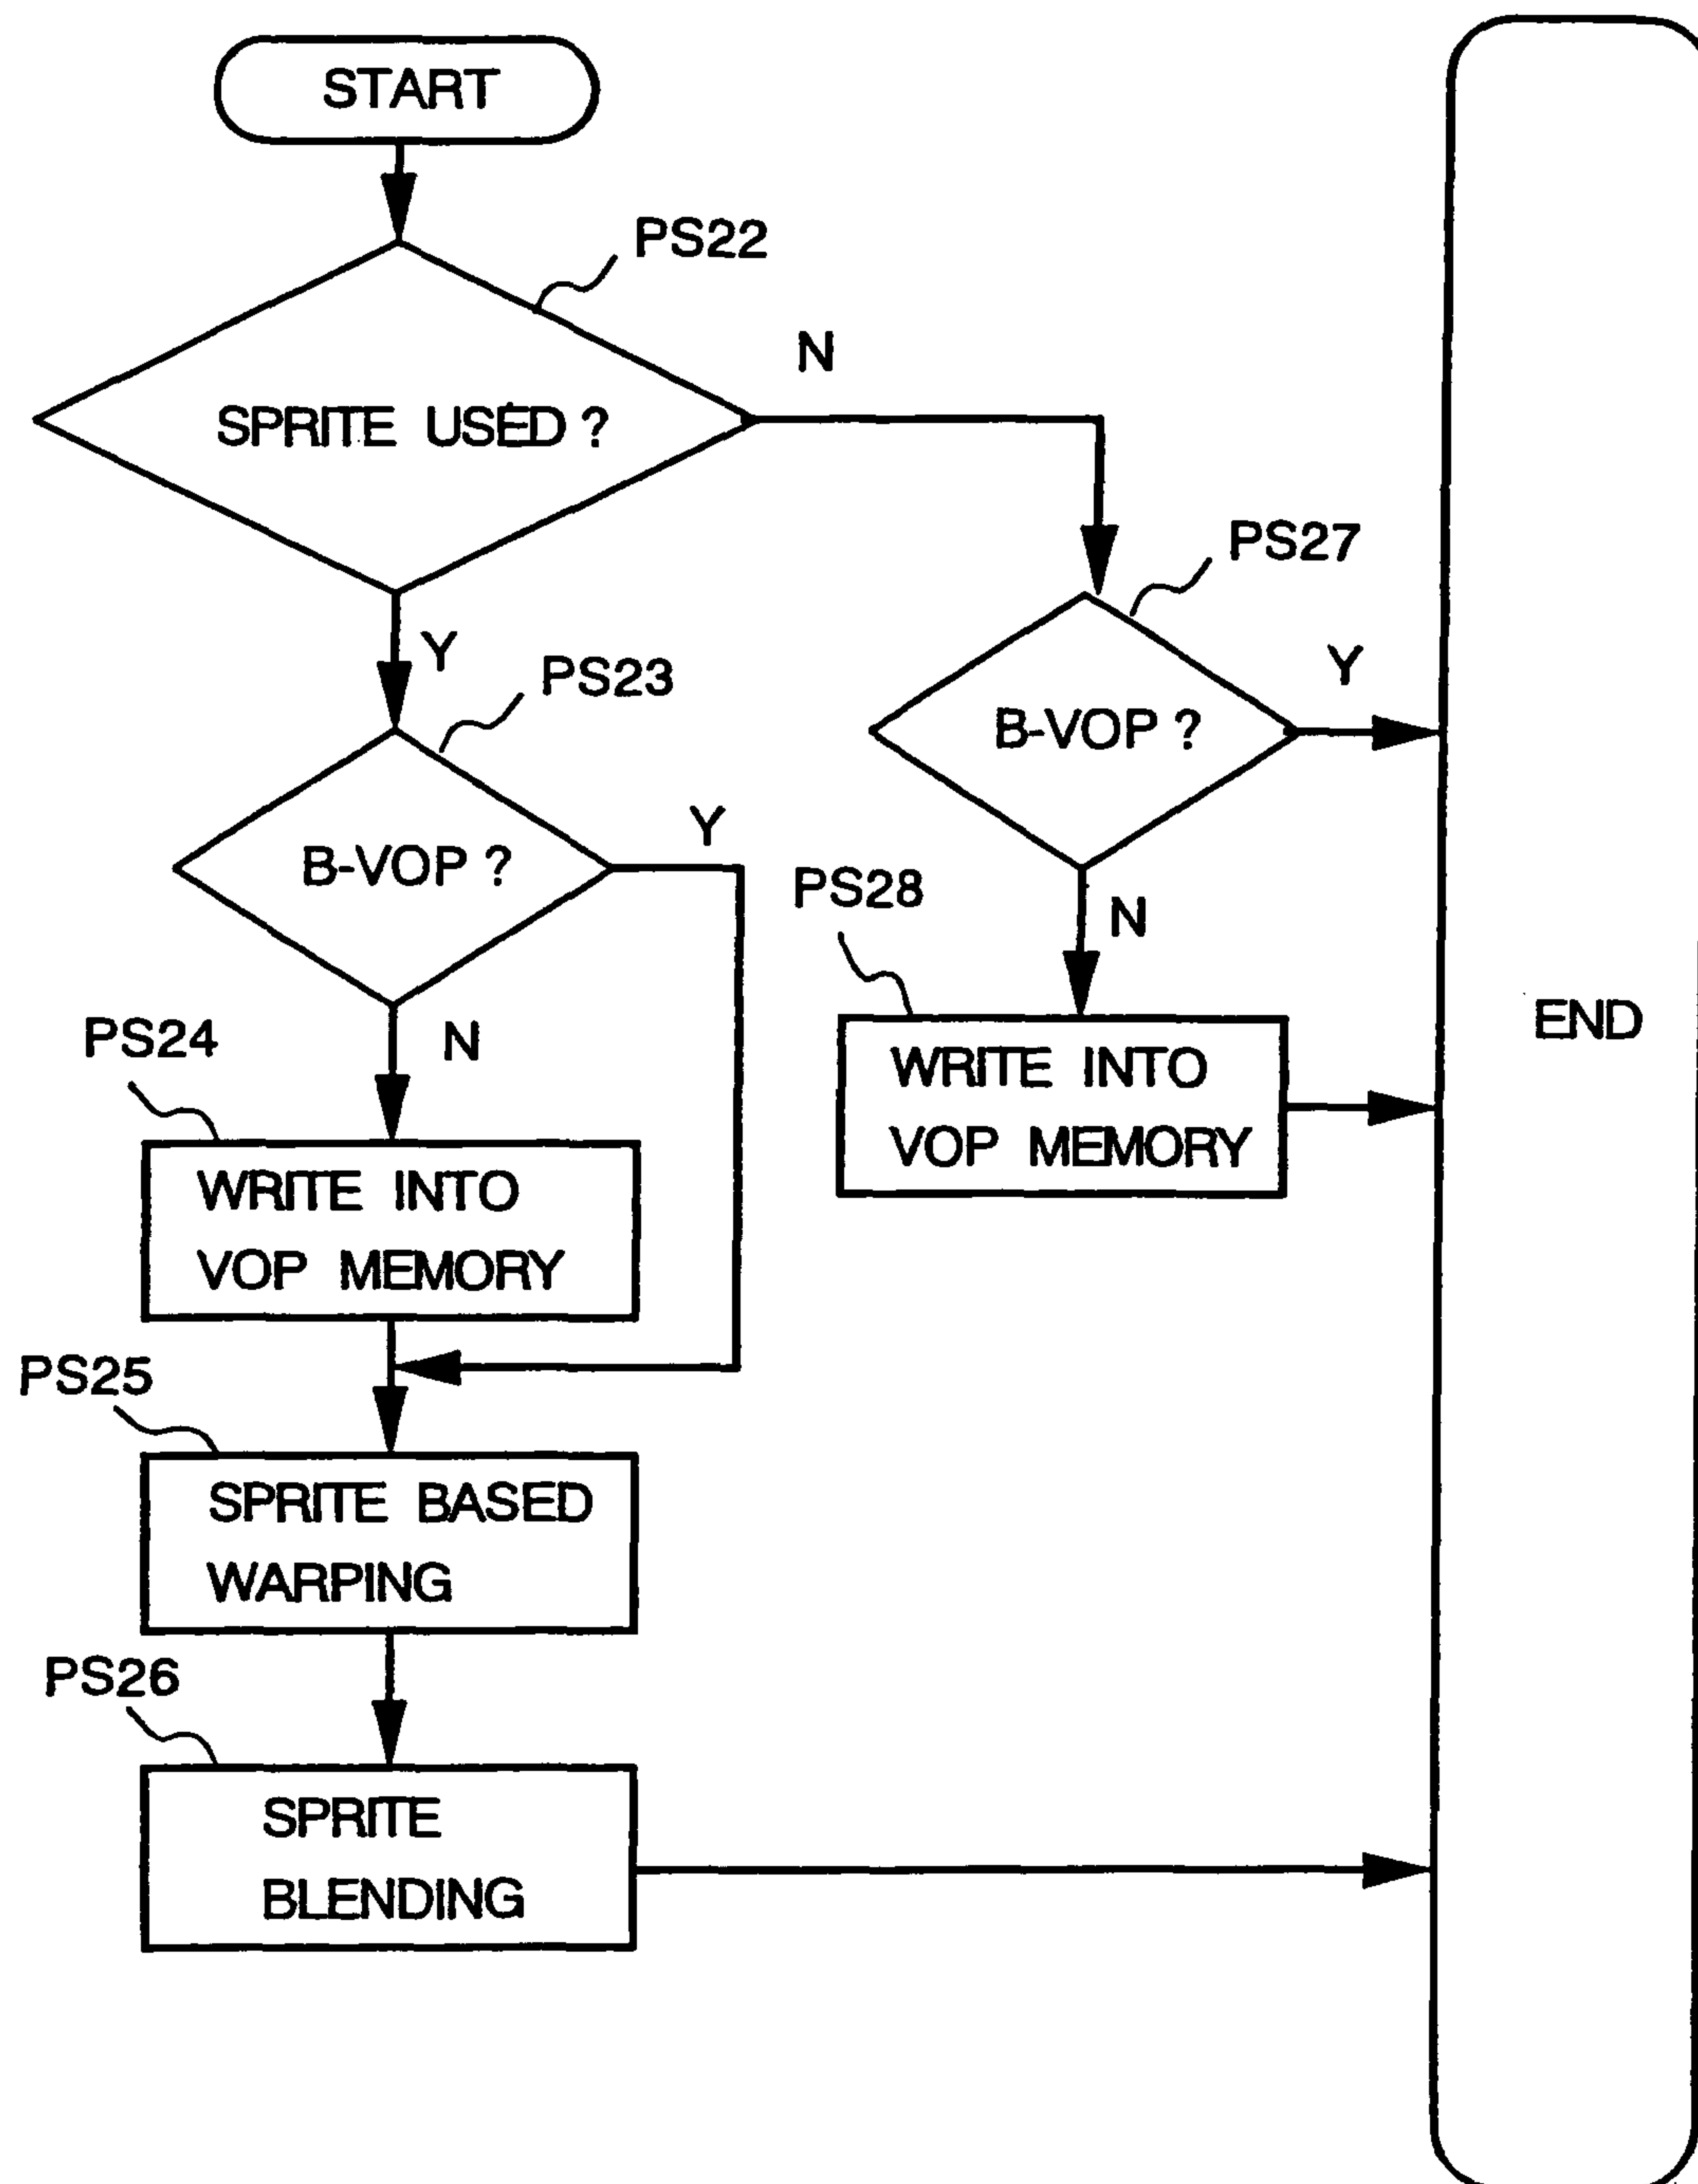 START
PS22
N
SPRITE USED ?
PS27
Y
PS23
Y
B-VOP ?
Y
B-VOP ?
PS28
N
PS24
N
END
WRITE INTO
VOP MEMORY
WRITE INTO
VOP MEMORY
PS25
SPRITE BASED
WARPING
PS26
SPRITE
BLENDING